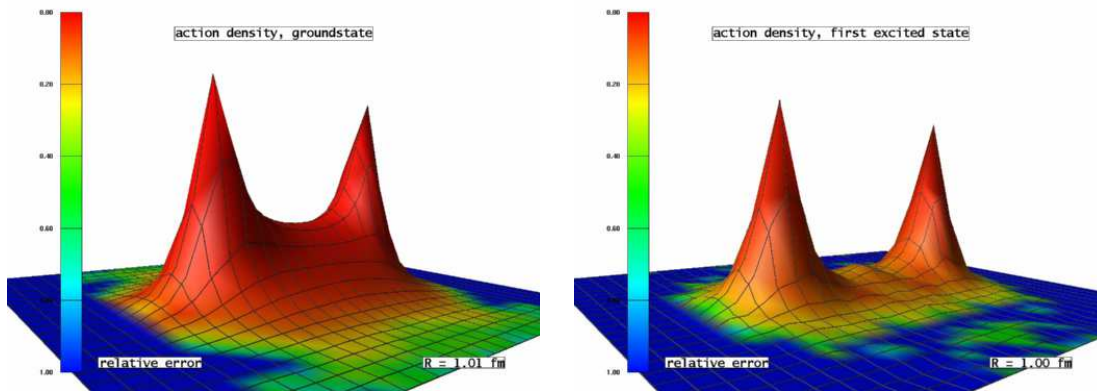 0.00
action density, groundstate
0.20
0.40
0.60
1.00
relative error
R = 1.01 fm
0.00
action density, first excited state
0.20
0.40
0.60
1.00
relative error
R = 1.00 fm